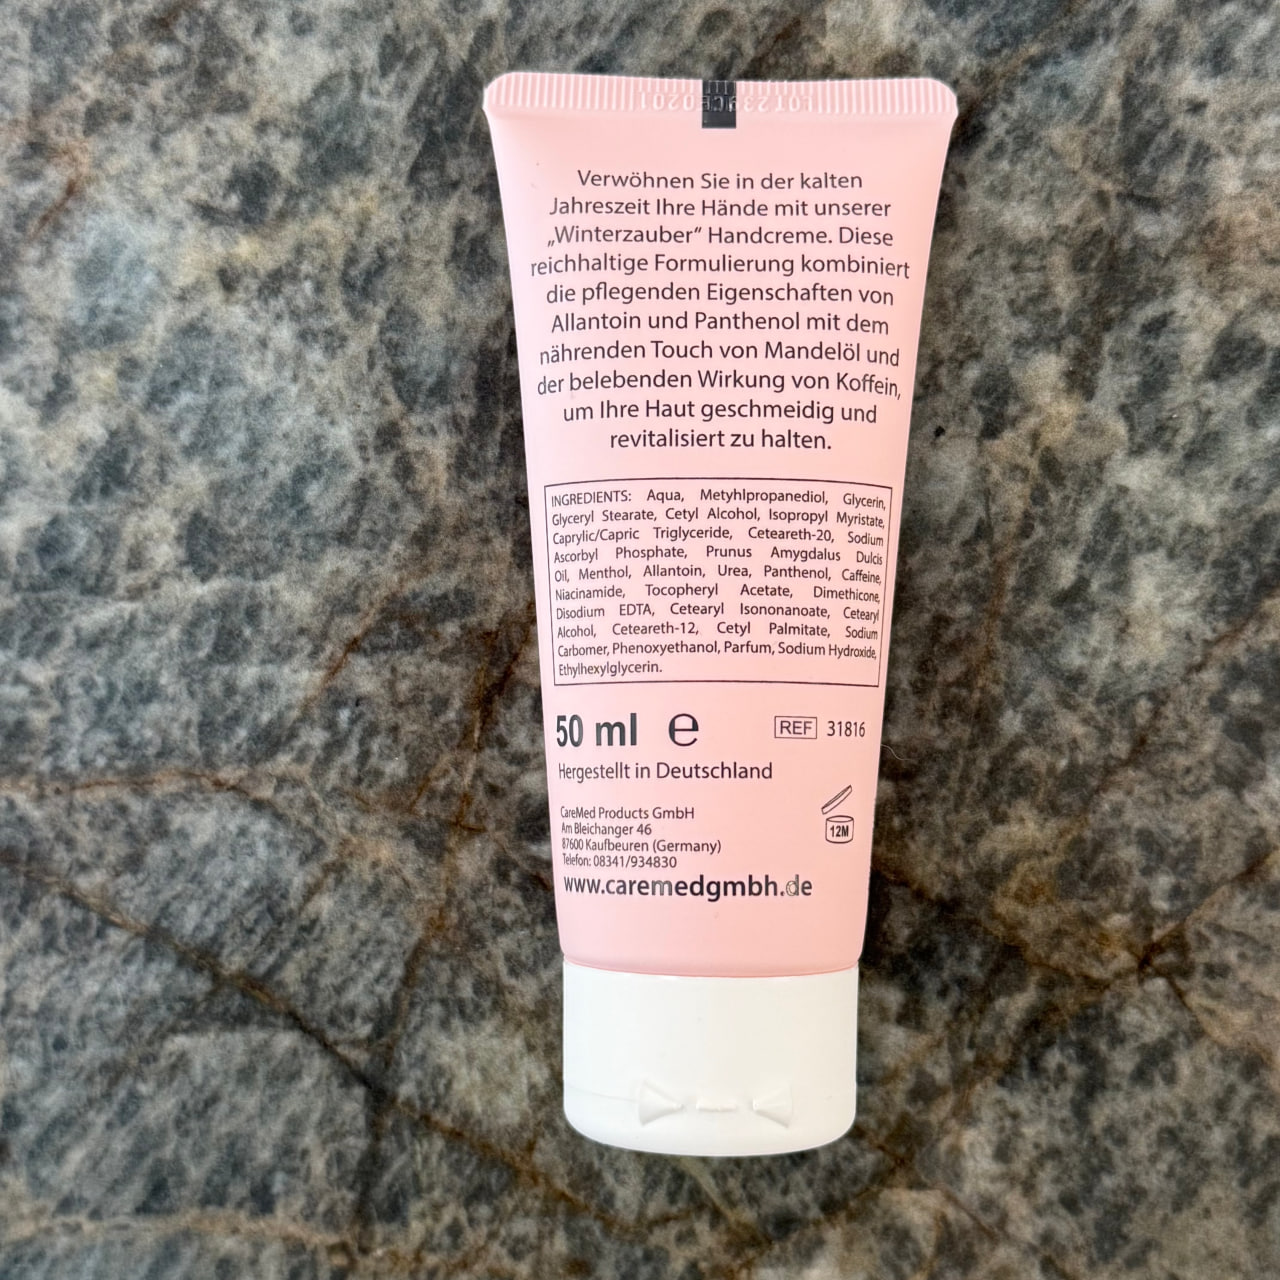 Verwöhnen Sie in der kalten
Jahreszeit Ihre Hände mit unserer
„Winterzauber“ Handcreme. Diese
reichhaltige Formulierung kombiniert
die pflegenden Eigenschaften von
Allantoin und Panthenol mit dem
nährenden Touch von Mandelöl und
der belebenden Wirkung von Koffein,
um Ihre Haut geschmeidig und
revitalisiert zu halten.
INGREDIENTS: Aqua, Metyhlpropanediol, Glycerin,
Glyceryl Stearate, Cetyl Alcohol, Isopropyl Myristate,
Caprylic/Capric Triglyceride, Ceteareth-20, Sodium
Ascorbyl Phosphate, Prunus Amygdalus Dulcis
Oil, Menthol, Allantoin, Urea, Panthenol, Caffeine,
Niacinamide, Tocopheryl Acetate, Dimethicone,
Disodium EDTA, Cetearyl Isononanoate, Cetearyl
Alcohol, Ceteareth-12, Cetyl Palmitate, Sodium
Carbomer, Phenoxyethanol, Parfum, Sodium Hydroxide,
Ethylhexylglycerin.
50 ml e REF 31816
Hergestellt in Deutschland
CareMed Products GmbH
Am Bleichanger 46
87600 Kaufbeuren (Germany)
Telefon: 08341/934830
12M
www.caremedgmbh.de